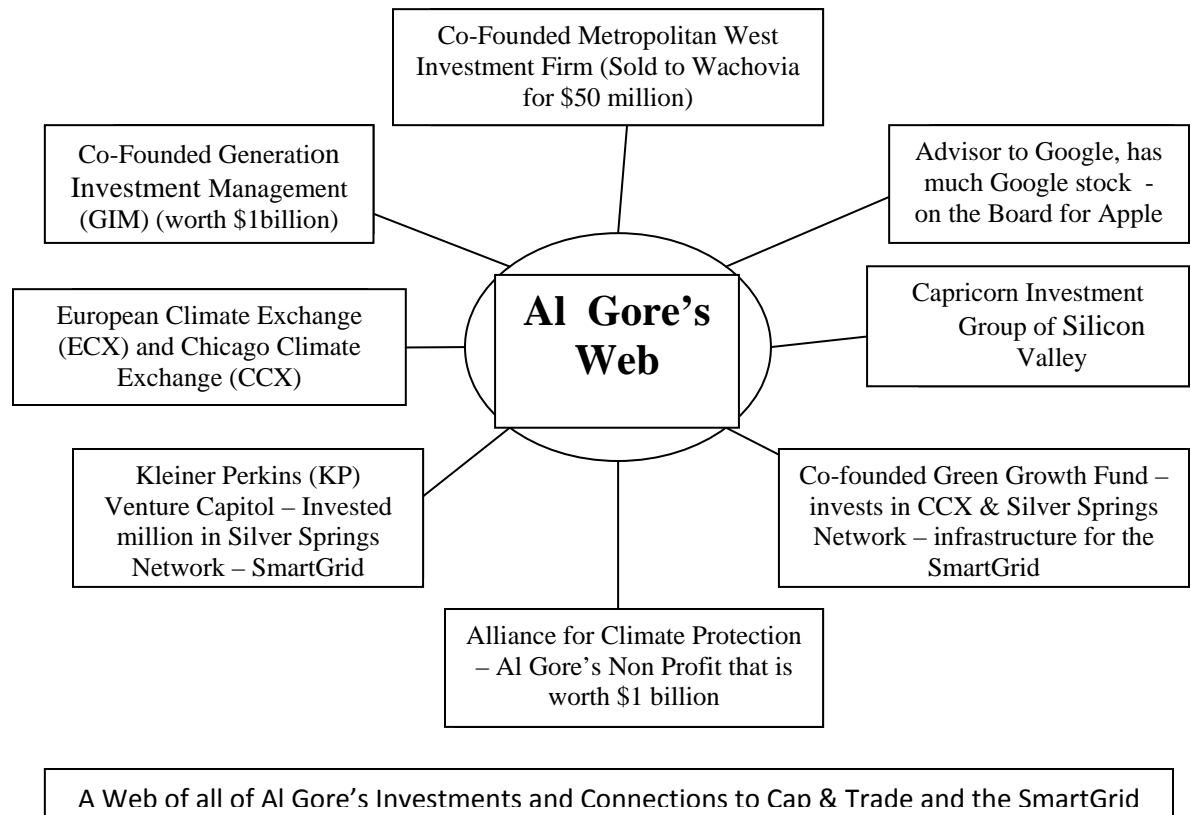 Co-Founded Metropolitan West
Investment Firm (Sold to Wachovia
for $50 million)
Co-Founded Generation
Investment Management
(GIM) (worth $1billion)
Advisor to Google, has
much Google stock -
on the Board for Apple
Al Gore's
Web
European Climate Exchange
(ECX) and Chicago Climate
Exchange (CCX)
Capricorn Investment
Group of Silicon
Valley
Kleiner Perkins (KP)
Venture Capitol – Invested
million in Silver Springs
Network – SmartGrid
Co-founded Green Growth Fund –
invests in CCX & Silver Springs
Network – infrastructure for the
SmartGrid
Alliance for Climate Protection
– Al Gore's Non Profit that is
worth $1 billion
A Web of all of Al Gore's Investments and Connections to Cap & Trade and the SmartGrid